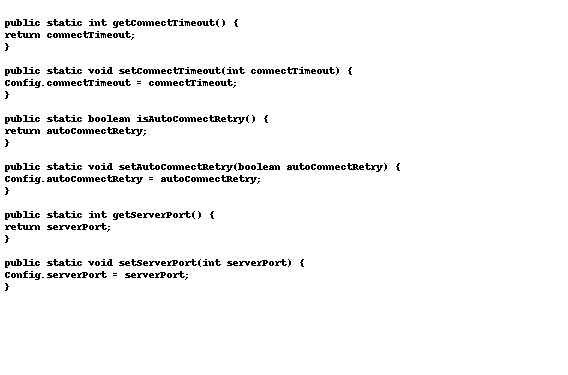 public static int getConnectTimeout() {
return connectTimeout;
}
public static void setConnectTimeout(int connectTimeout) {
Config.connectTimeout = connectTimeout;
}
public static boolean isAutoConnectRetry() {
return autoConnectRetry;
}
public static void setAutoConnectRetry(boolean autoConnectRetry) {
Config.autoConnectRetry = autoConnectRetry;
}
public static int getServerPort() {
return serverPort;
}
public static void setServerPort(int serverPort) {
Config.serverPort = serverPort;
}